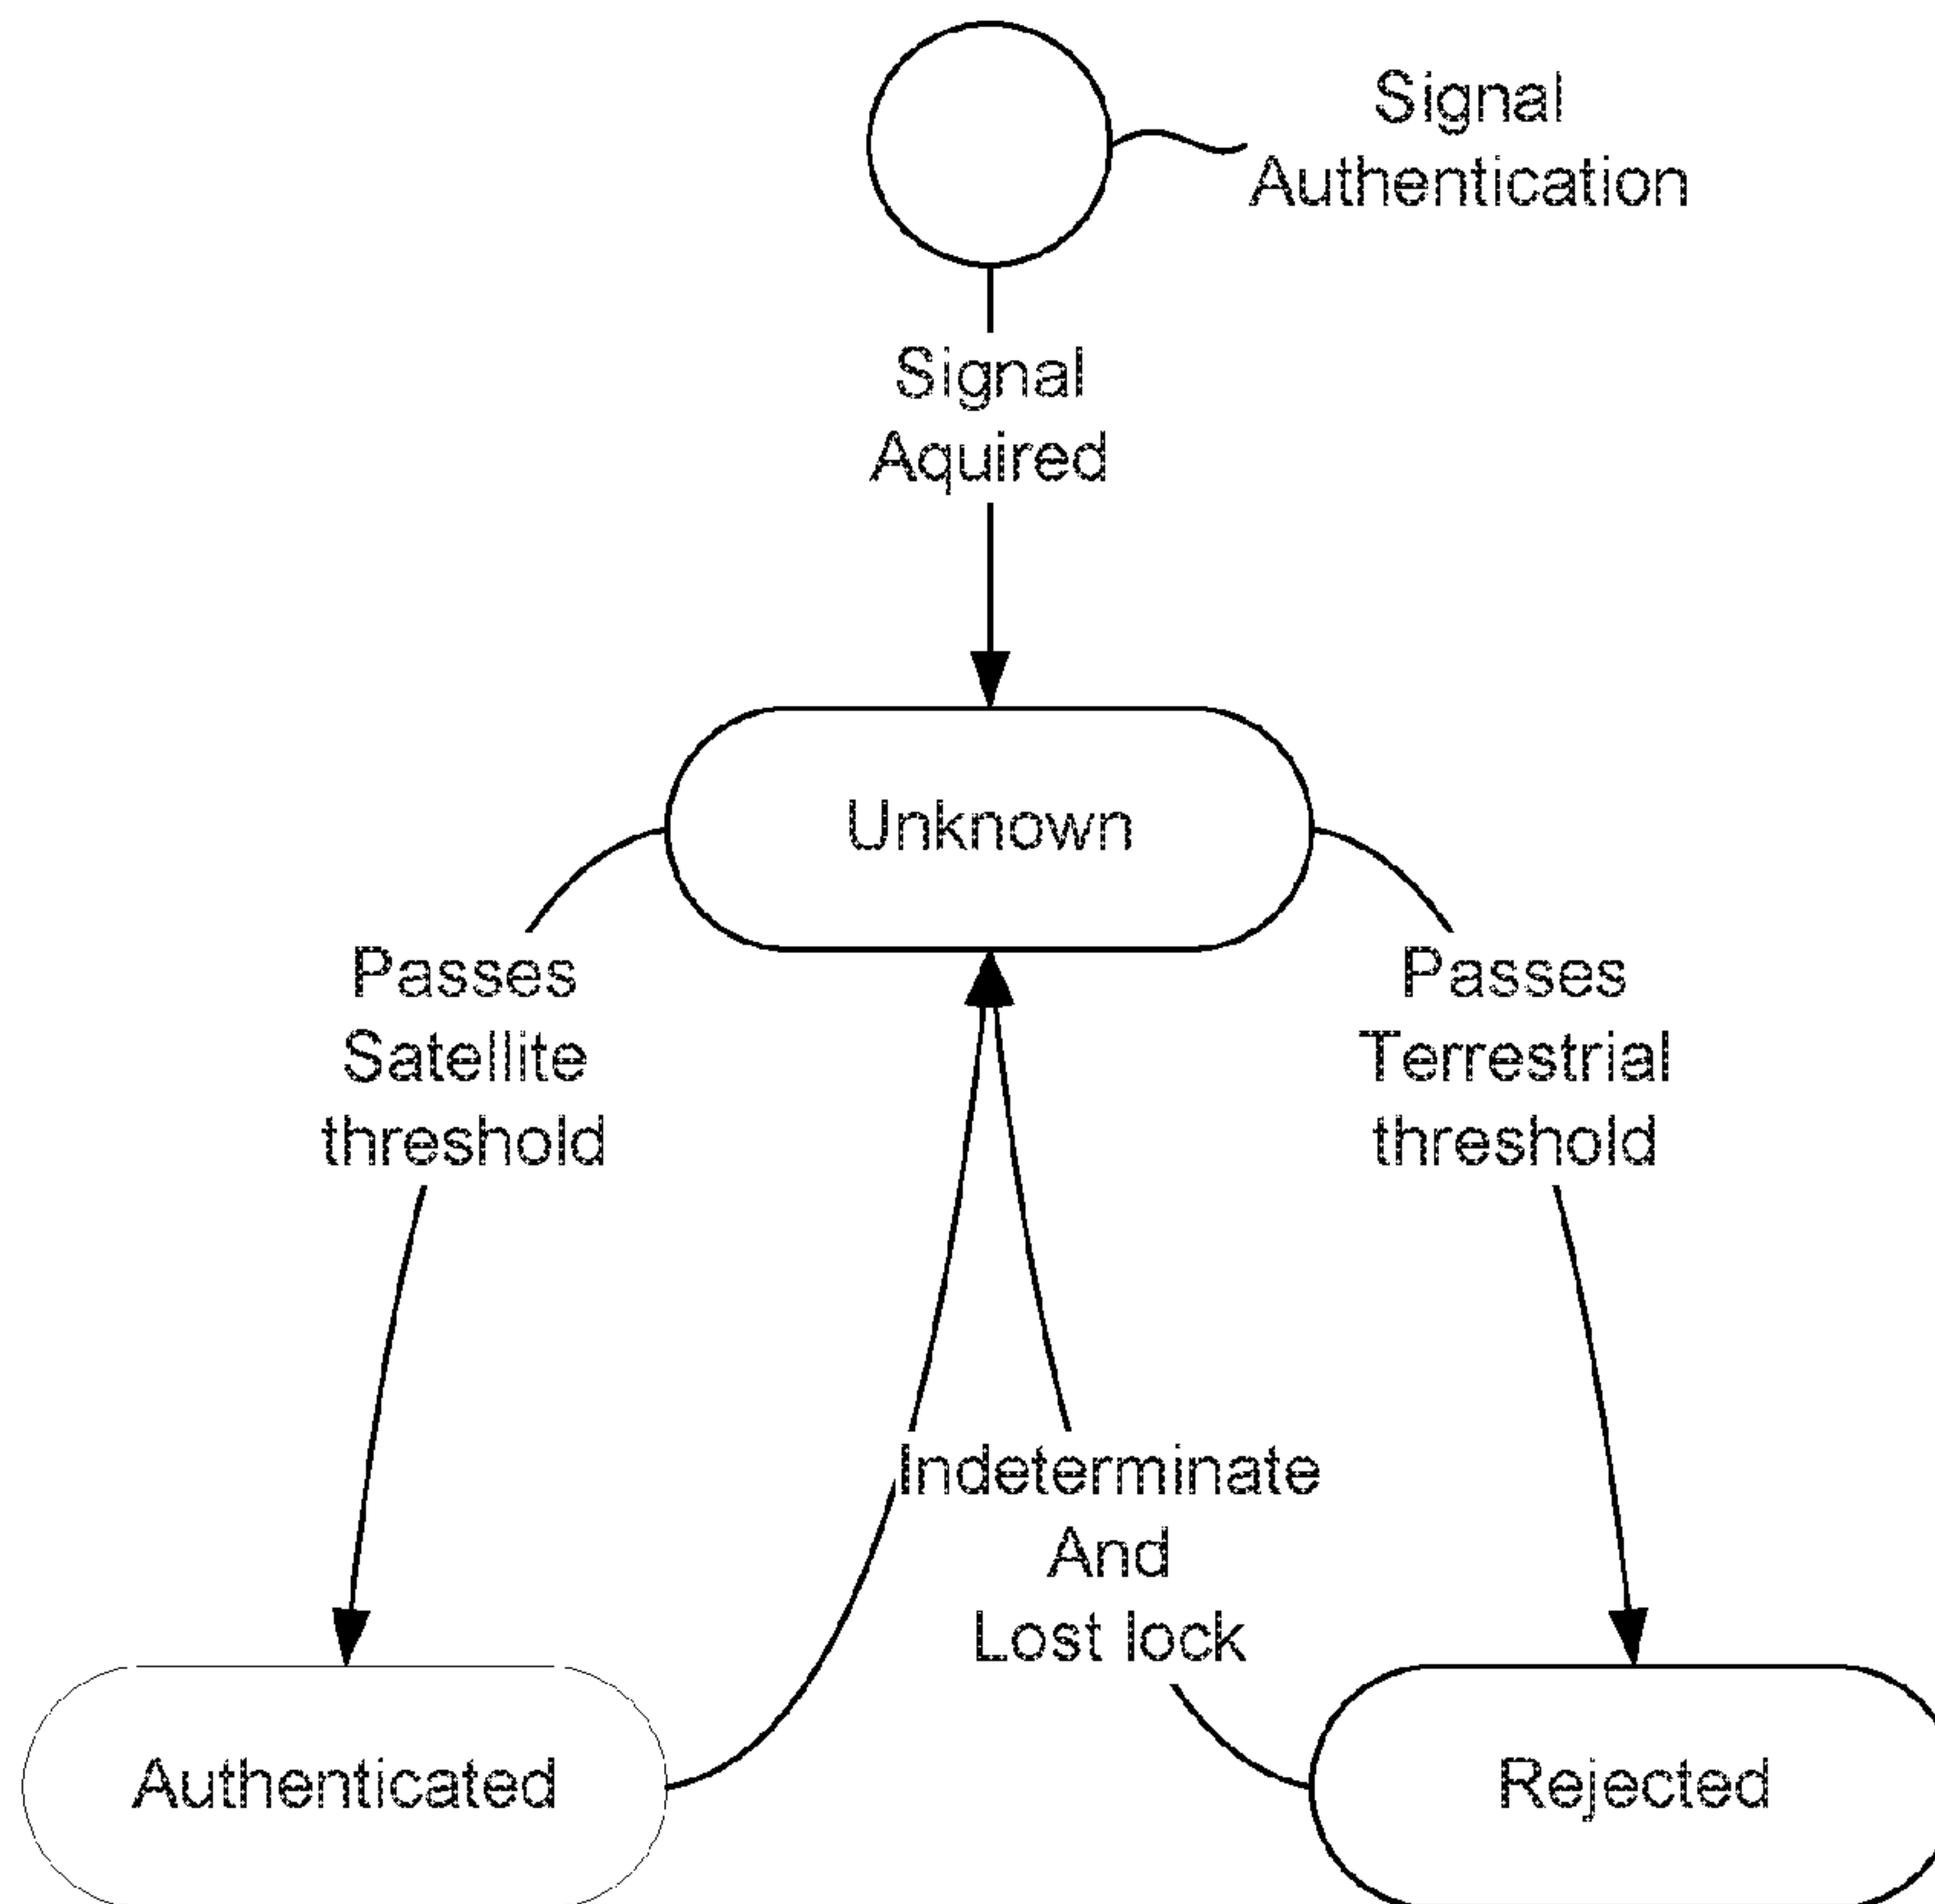 Signal
Authentication
Signal
Aquired
Unknown
Passes
Satellite
threshold
Passes
Terrestrial
threshold
Indeterminate
And
Lost lock
Authenticated
Rejected